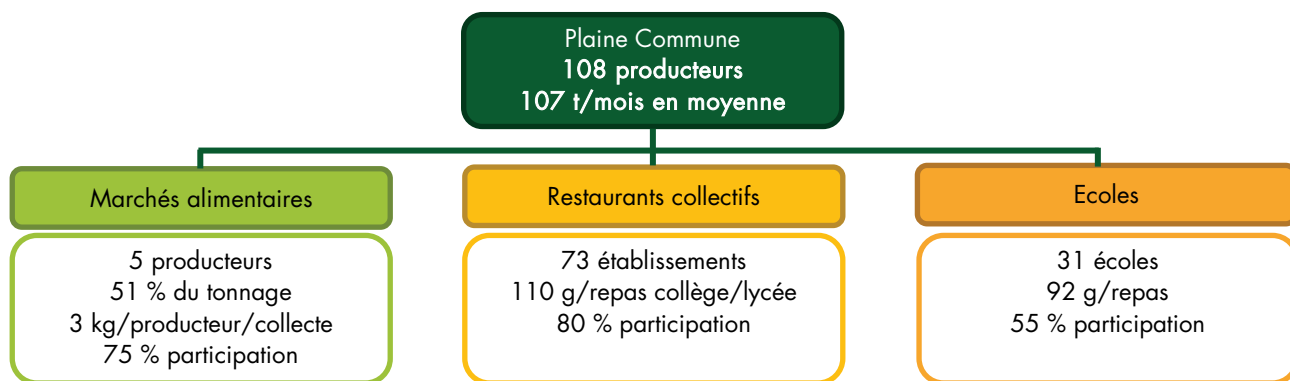 Plaine Commune
108 producteurs
107 t/mois en moyenne
Marchés alimentaires
5 producteurs
51 % du tonnage
3 kg/producteur/collecte
75 % participation
Restaurants collectifs
73 établissements
110 g/repas collège/lycée
80 % participation
Ecoles
31 écoles
92 g/repas
55 % participation